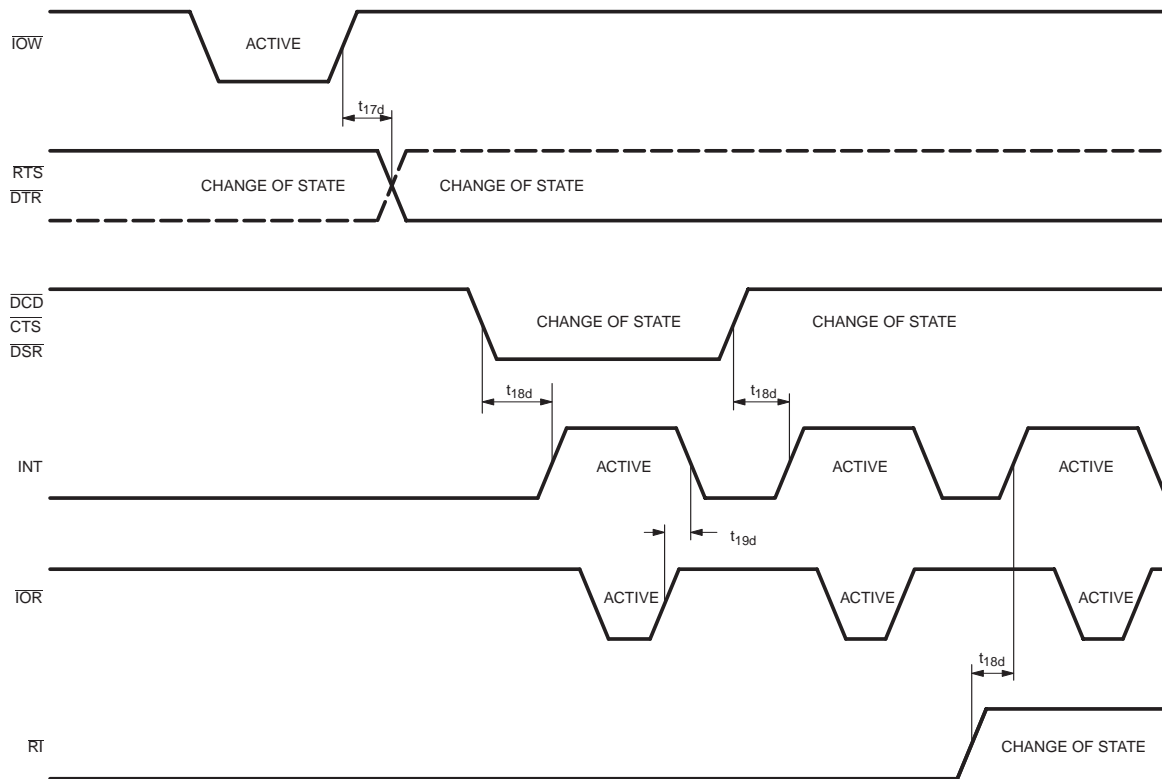 IOW
ACTIVE
t17d
RTS
DTR
CHANGE OF STATE
CHANGE OF STATE
DCD
CTS
DSR
CHANGE OF STATE
CHANGE OF STATE
t18d
t18d
INT
ACTIVE
ACTIVE
ACTIVE
t19d
IOR
ACTIVE
ACTIVE
ACTIVE
t18d
RI
CHANGE OF STATE